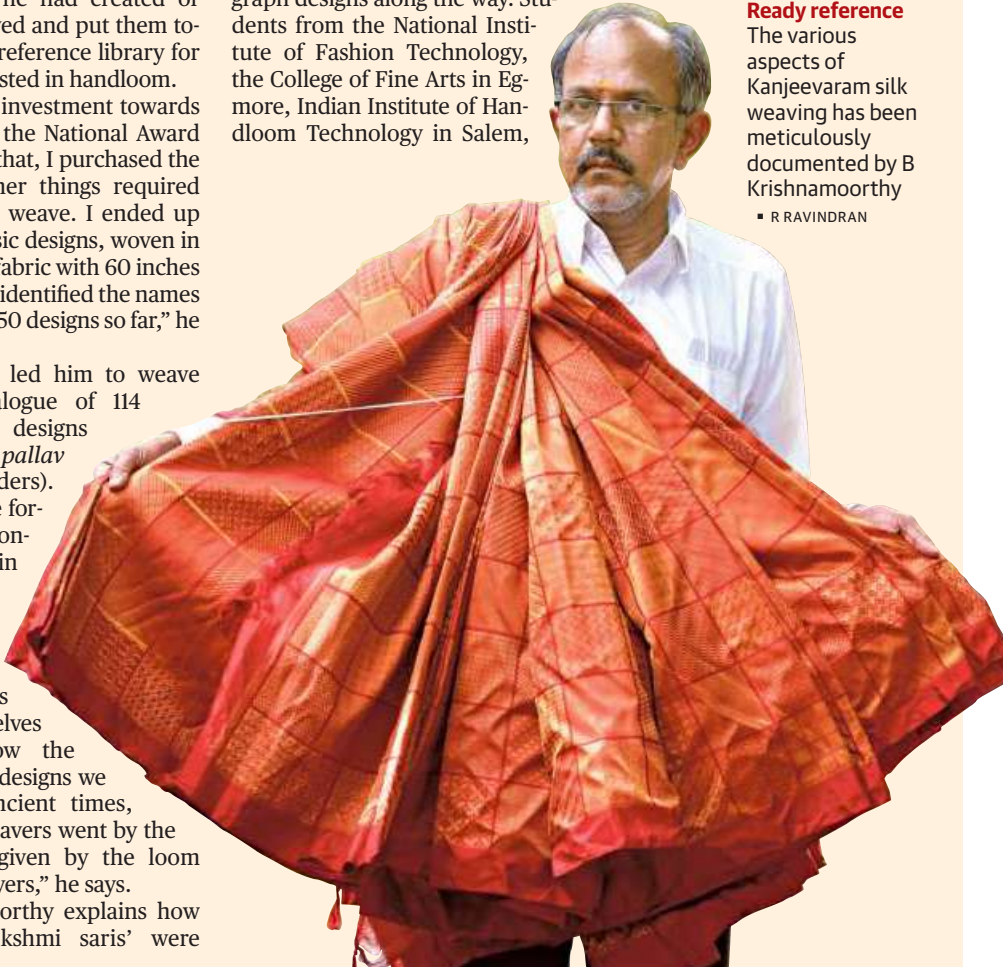 he had created or
ved and put them to-
reference library for
sted in handloom.
investment towards
the National Award
that, I purchased the
ner things required
weave. I ended up
sic designs, woven in
fabric with 60 inches
identified the names
50 designs so far,” he
led him to weave
alogue of 114
designs
pallav
ders).
e for-
on-
in
s
elves
ow the
designs we
ncient times,
avers went by the
given by the loom
yers,” he says.
orthy explains how
kshmi saris’ were
graph designs along the way. Stu-
dents from the National Insti-
tute of Fashion Technology,
the College of Fine Arts in Eg-
more, Indian Institute of Han-
dloom Technology in Salem,
Ready reference
The various
aspects of
Kanjeevaram silk
weaving has been
meticulously
documented by B
Krishnamoorthy
▪ R RAVINDRAN